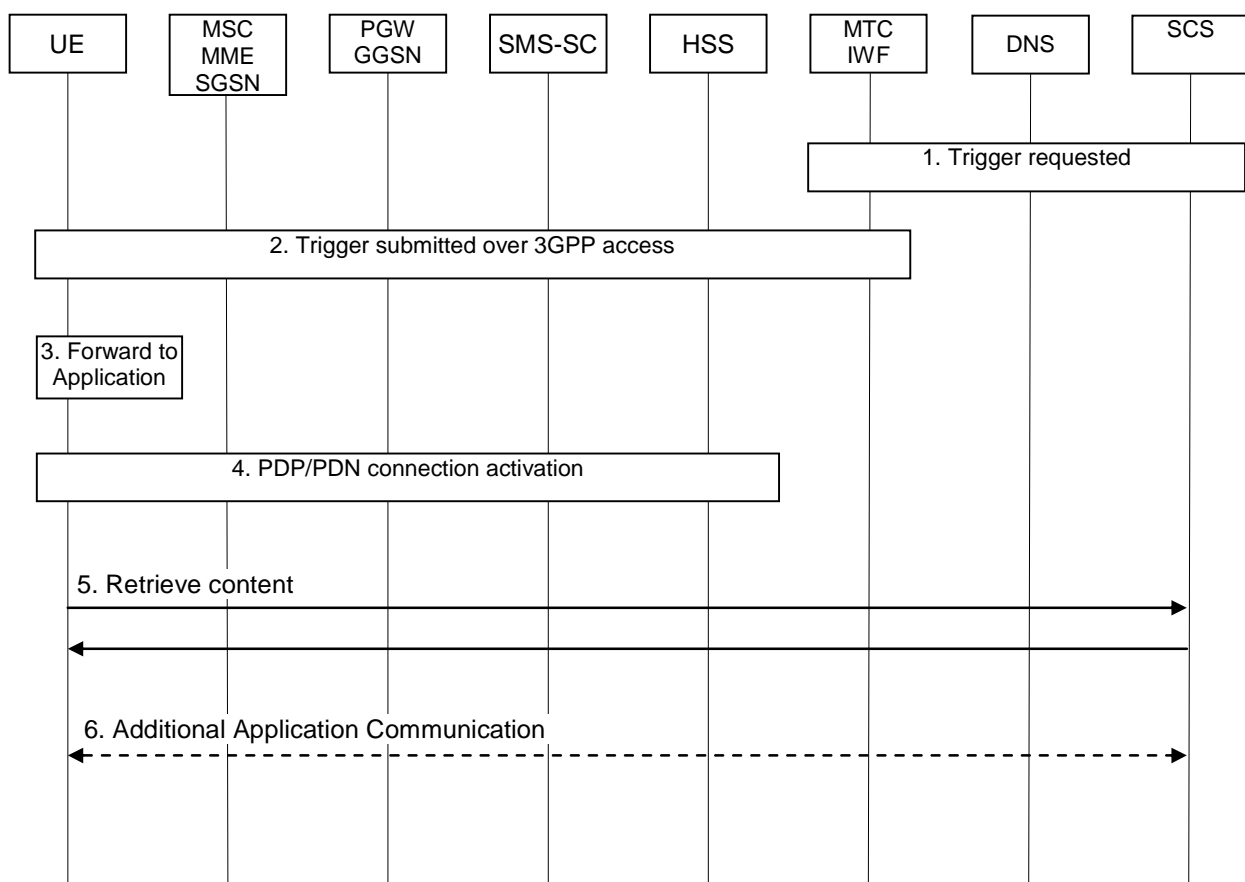 UE
MSC
MME
SGSN
PGW
GGSN
SMS-SC
HSS
MTC
IWF
DNS
SCS
1. Trigger requested
2. Trigger submitted over 3GPP access
3. Forward to
Application
4. PDP/PDN connection activation
5. Retrieve content
6. Additional Application Communication